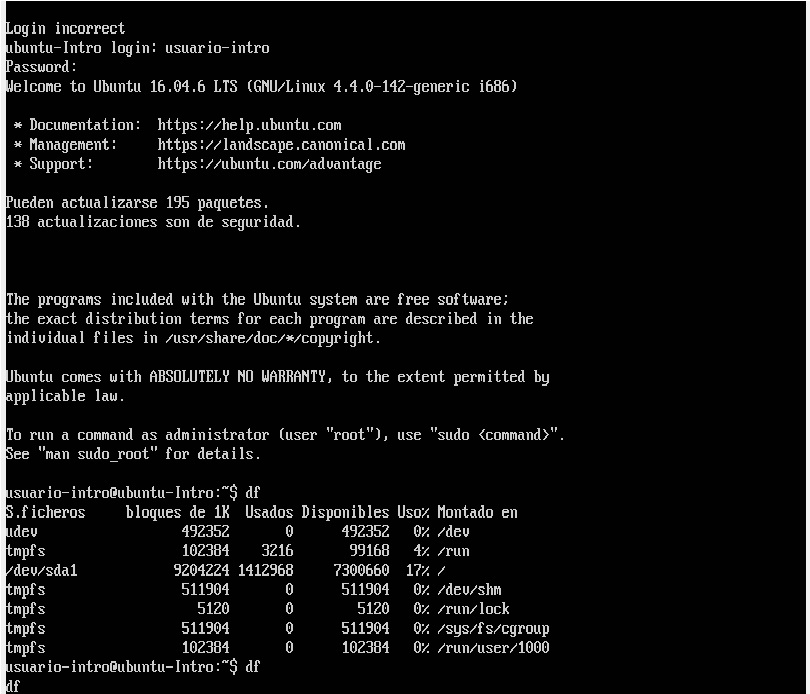 Login incorrect
ubuntu-Intro login: usuario-intro
Password:
Welcome to Ubuntu 16.04.6 LTS (GNU/Linux 4.4.0-142-generic i686)
* Documentation:  https://help.ubuntu.com
* Management:     https://landscape.canonical.com
* Support:        https://ubuntu.com/advantage
Pueden actualizarse 195 paquetes.
138 actualizaciones son de seguridad.
The programs included with the Ubuntu system are free software;
the exact distribution terms for each program are described in the
individual files in /usr/share/doc/*/copyright.
Ubuntu comes with ABSOLUTELY NO WARRANTY, to the extent permitted by
applicable law.
To run a command as administrator (user "root"), use "sudo <command>".
See "man sudo_root" for details.
usuario-intro@ubuntu-Intro:~$ df
S.ficheros     bloques de 1K  Usados Disponibles Uso% Montado en
udev                  492352       0      492352   0% /dev
tmpfs                 102384    3216       99168   4% /run
/dev/sda1            9204224 1412968     7300660  17% /
tmpfs                 511904       0      511904   0% /dev/shm
tmpfs                   5120       0        5120   0% /run/lock
tmpfs                 511904       0      511904   0% /sys/fs/cgroup
tmpfs                 102384       0      102384   0% /run/user/1000
usuario-intro@ubuntu-Intro:~$ df
df